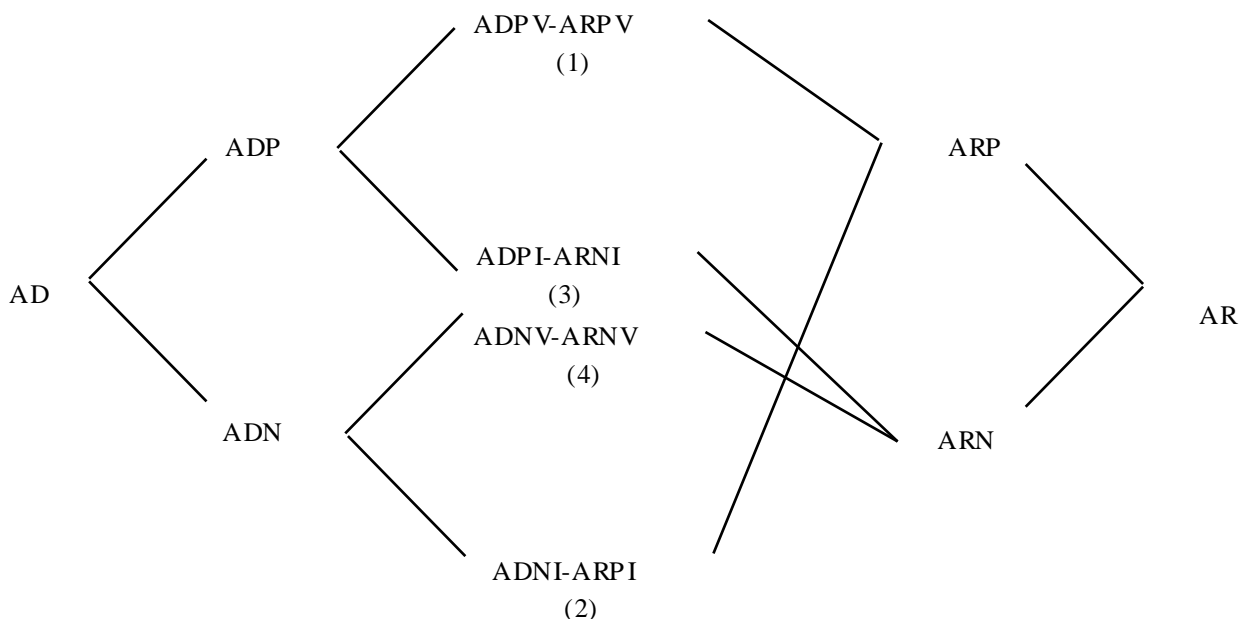 ADPV-ARPV
(1)
ADP
ARP
ADPI-ARNI
(3)
AD
AR
ADNV-ARNV
(4)
ADN
ARN
ADNI-ARPI
(2)